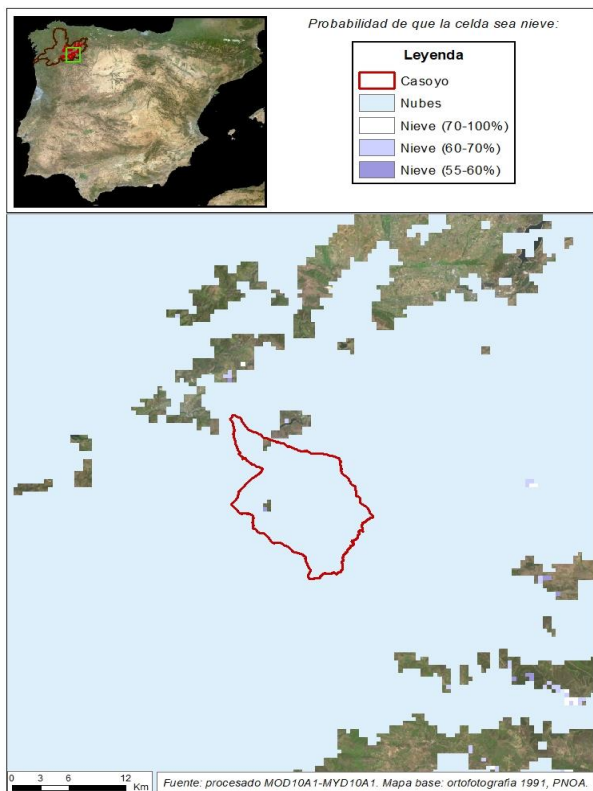 Probabilidad de que la celda sea nieve:
Leyenda
Casoyo
Nubes
Nieve (70-100%)
Nieve (60-70%)
Nieve (55-60%)
0 3 6 12
Km
Fuente: procesado MOD10A1-MYD10A1. Mapa base: ortofotografia 1991, PNOA.